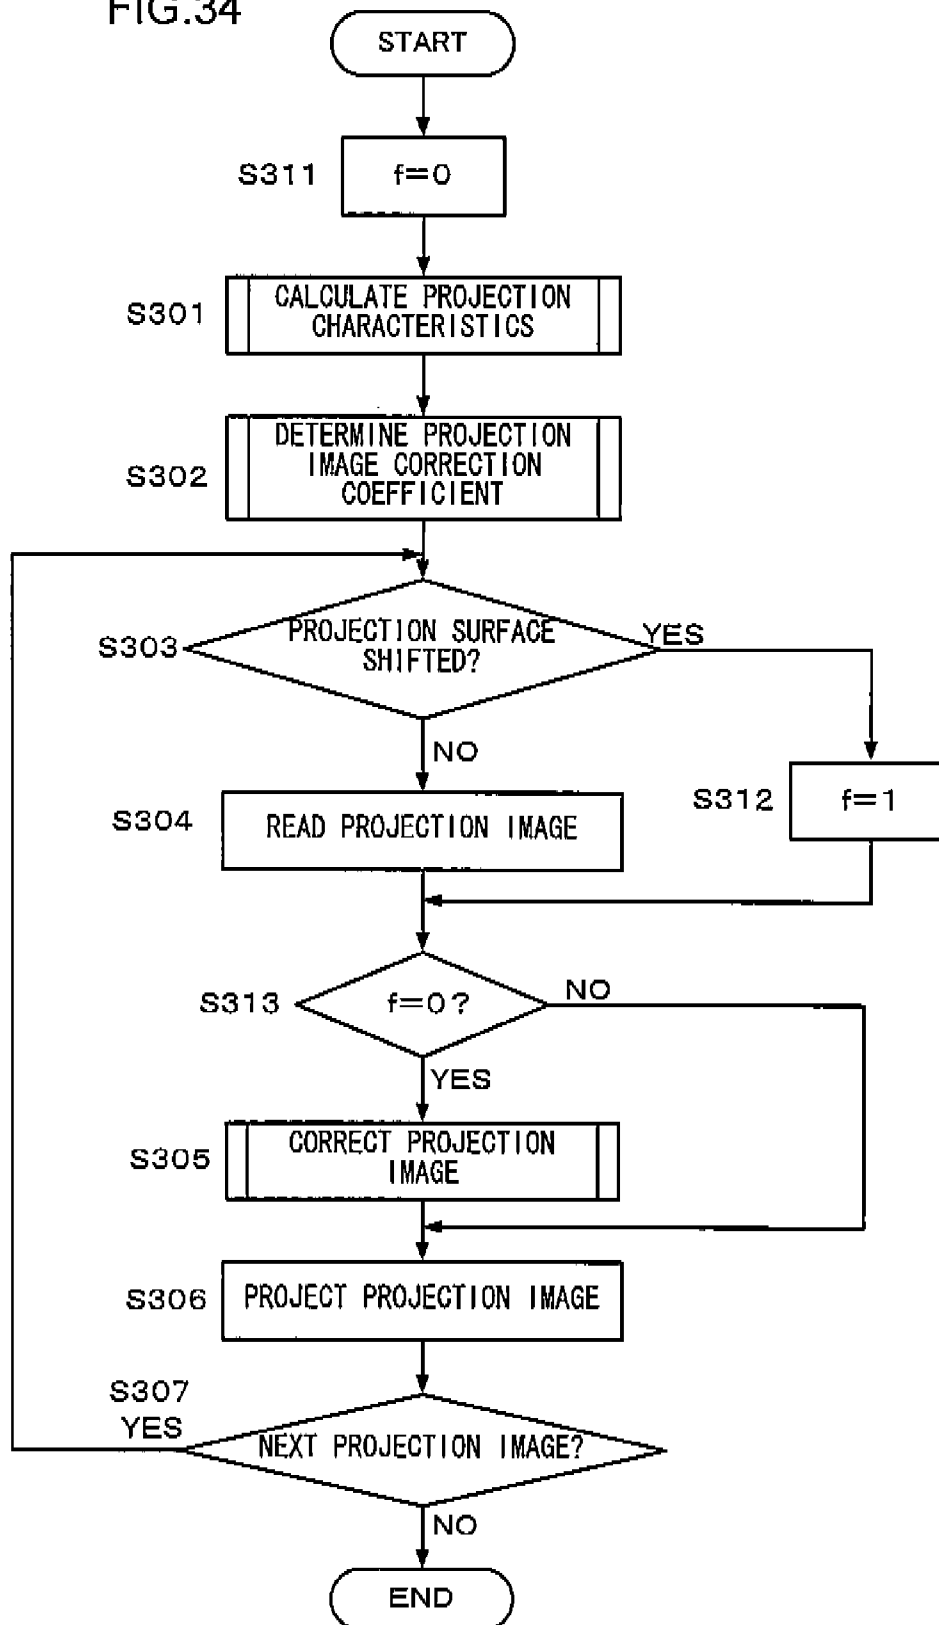 FIG.34
START
S311
f=0
S301
CALCULATE PROJECTION
CHARACTERISTICS
S302
DETERMINE PROJECTION
IMAGE CORRECTION
COEFFICIENT
S303
PROJECTION SURFACE
SHIFTED?
YES
NO
S312
f=1
S304
READ PROJECTION IMAGE
S313
f=0?
NO
YES
S305
CORRECT PROJECTION
IMAGE
S306
PROJECT PROJECTION IMAGE
S307
YES
NEXT PROJECTION IMAGE?
NO
END